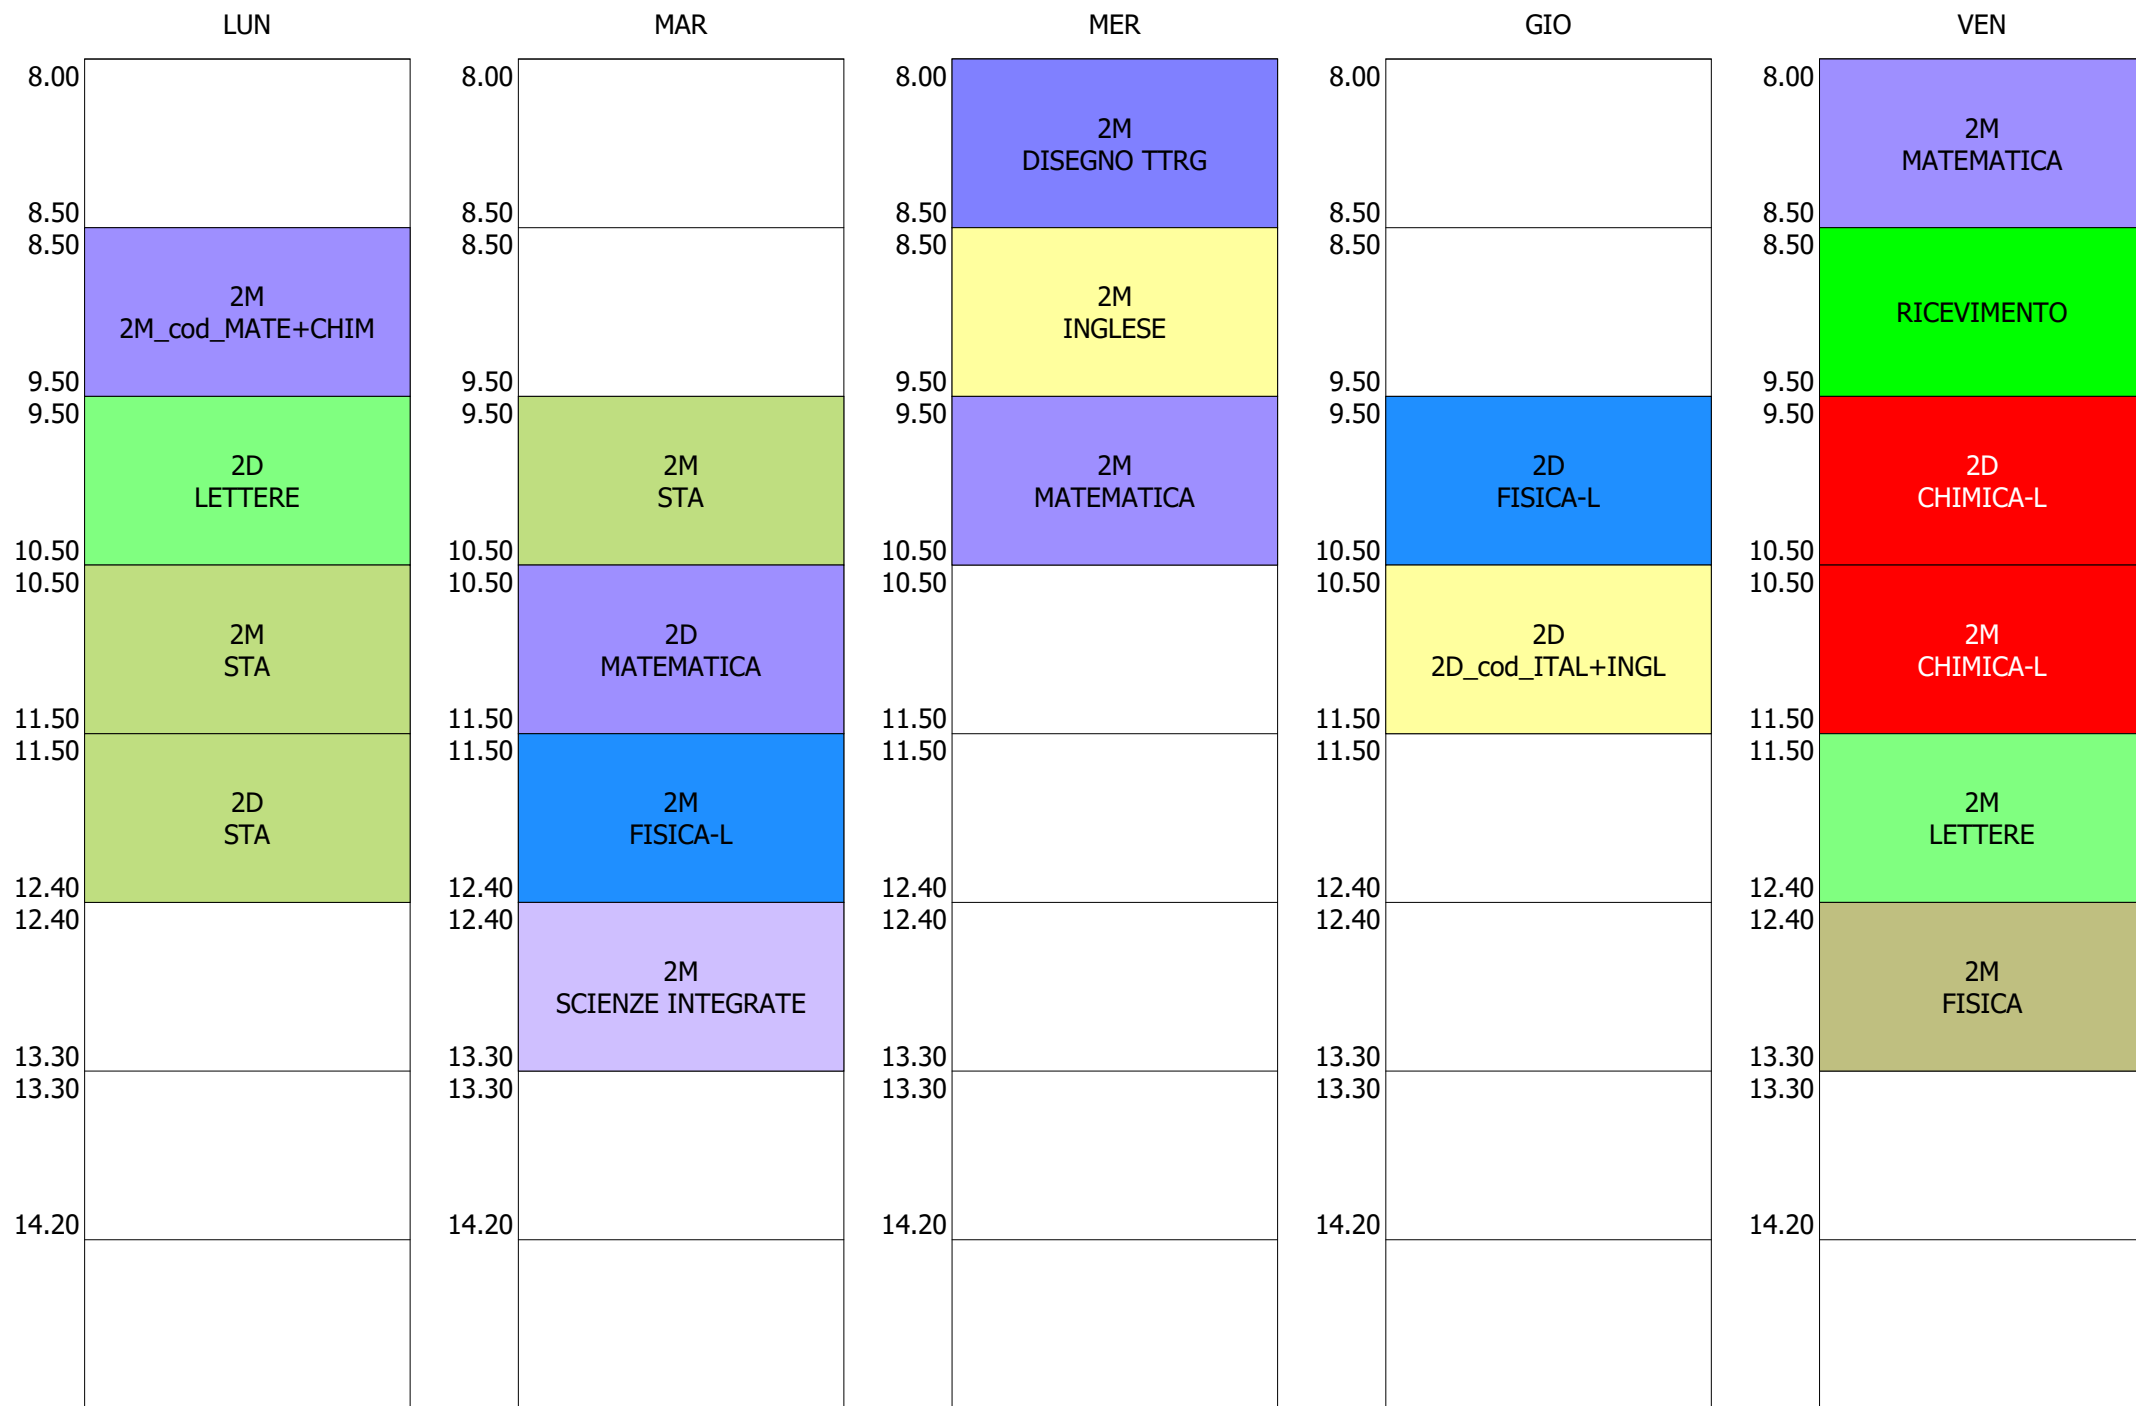 LUN
MAR
MER
GIO
VEN
8.00
8.50
8.50
2M
2M_cod_MATE+CHIM
9.50
9.50
2D
LETTERE
10.50
10.50
2M
STA
11.50
11.50
2D
STA
12.40
12.40
13.30
13.30
14.20
8.00
8.50
8.50
9.50
9.50
2M
STA
10.50
10.50
2D
MATEMATICA
11.50
11.50
2M
FISICA-L
12.40
12.40
2M
SCIENZE INTEGRATE
13.30
13.30
14.20
8.00
2M
DISEGNO TTRG
8.50
8.50
2M
INGLESE
9.50
9.50
2M
MATEMATICA
10.50
10.50
11.50
11.50
12.40
12.40
13.30
13.30
14.20
8.00
8.50
8.50
9.50
9.50
2D
FISICA-L
10.50
10.50
2D
2D_cod_ITAL+INGL
11.50
11.50
12.40
12.40
13.30
13.30
14.20
8.00
2M
MATEMATICA
8.50
8.50
RICEVIMENTO
9.50
9.50
2D
CHIMICA-L
10.50
10.50
2M
CHIMICA-L
11.50
11.50
2M
LETTERE
12.40
12.40
2M
FISICA
13.30
13.30
14.20